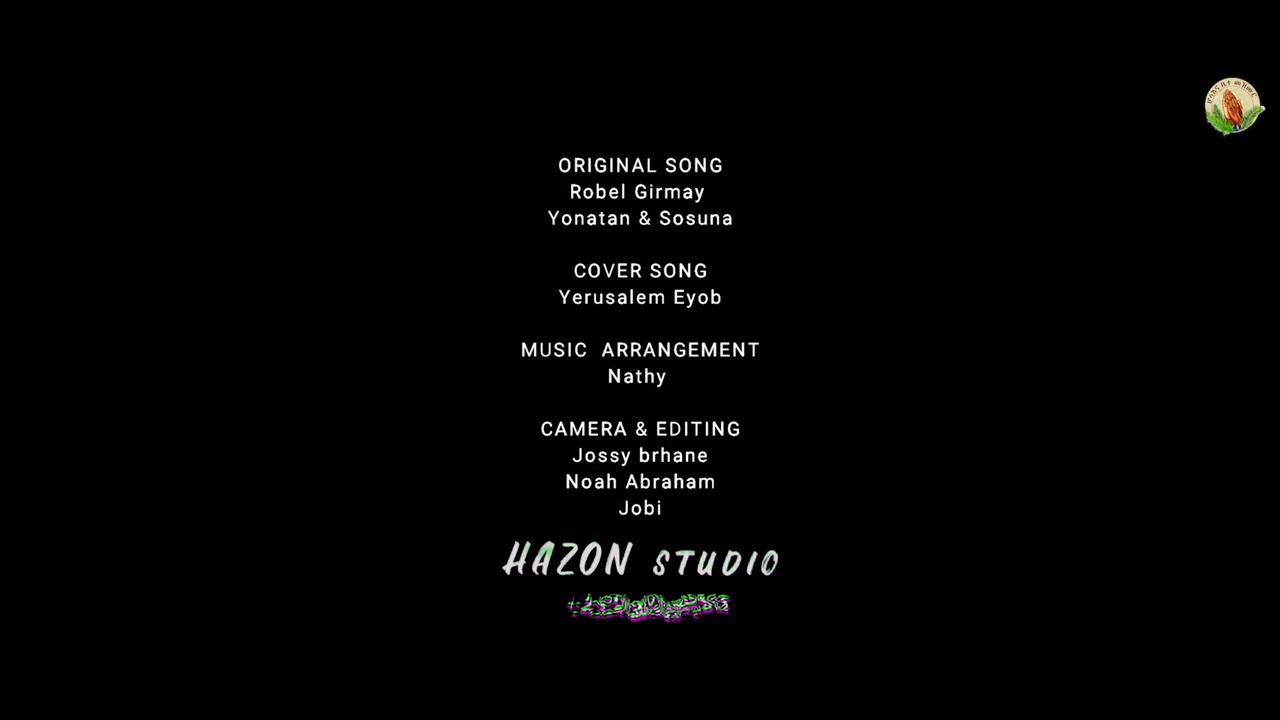 ORIGINAL SONG
Robel Girmay
Yonatan & Sosuna
COVER SONG
Yerusalem Eyob
MUSIC ARRANGEMENT
Nathy
CAMERA & EDITING
Jossy brhane
Noah Abraham
Jobi
HAZON STUDIO